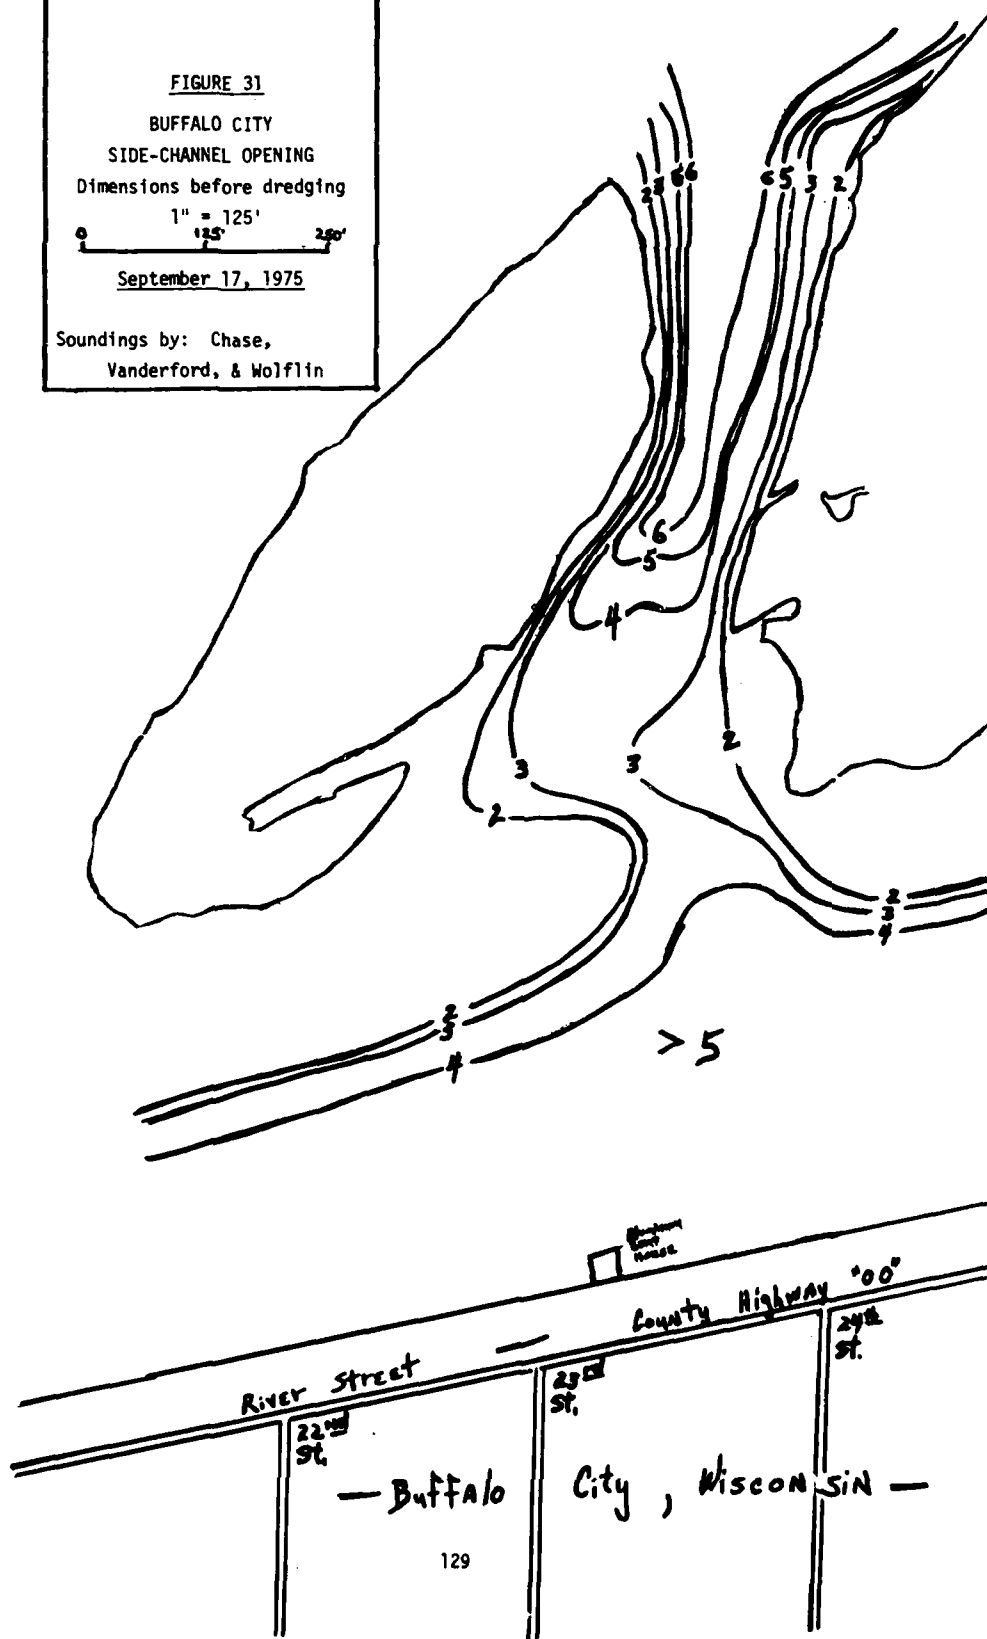 FIGURE 31
BUFFALO CITY
SIDE-CHANNEL OPENING
Dimensions before dredging
1" = 125'
0 125' 250'
September 17, 1975
Soundings by: Chase,
Vanderford, & Wolflin
2 3 5 6 6 5 3 2
6
5
4
2
3 3
2
2
3
4
2
3
4
> 5
House
County Highway "OO"
River Street
24th
St.
23rd
St.
22nd
St.
— Buffalo City, Wisconsin —
129